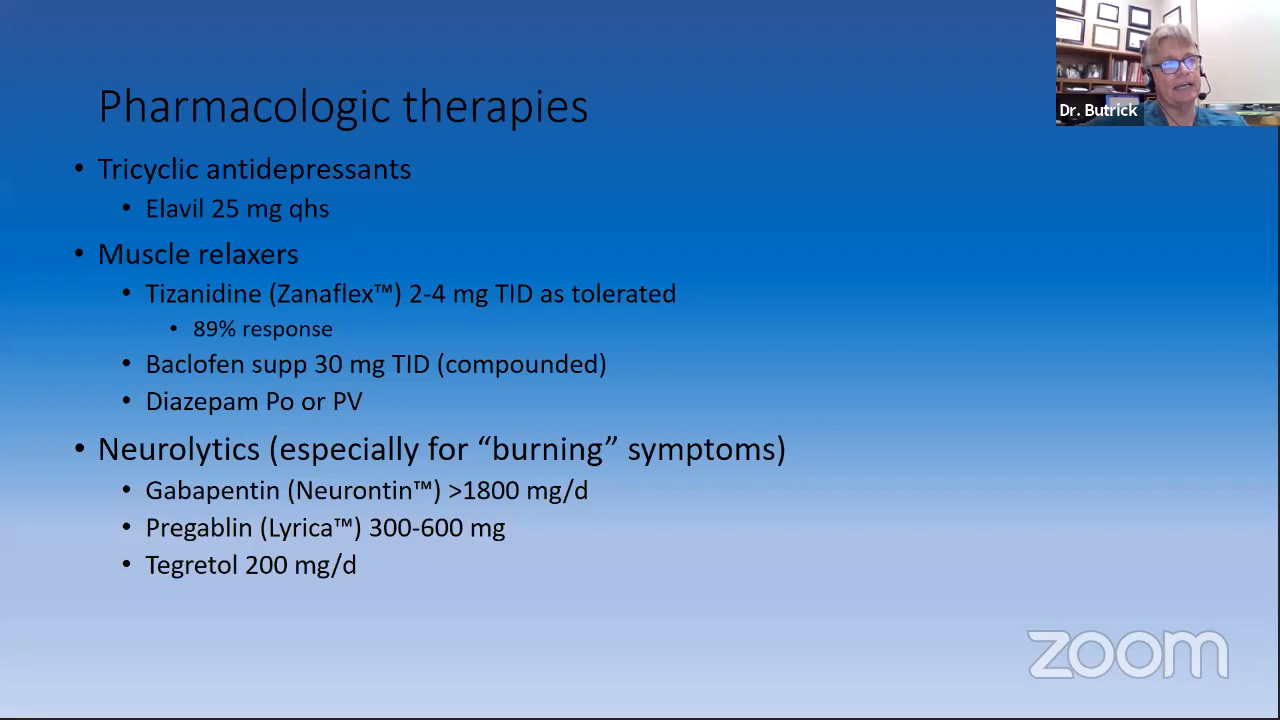 Dr. Butrick
Pharmacologic therapies
• Tricyclic antidepressants
• Elavil 25 mg qhs
• Muscle relaxers
• Tizanidine (Zanaflex™) 2-4 mg TID as tolerated
• 89% response
• Baclofen supp 30 mg TID (compounded)
• Diazepam Po or PV
• Neurolytics (especially for “burning” symptoms)
• Gabapentin (Neurontin™) >1800 mg/d
• Pregablin (Lyrica™) 300-600 mg
• Tegretol 200 mg/d
zoom